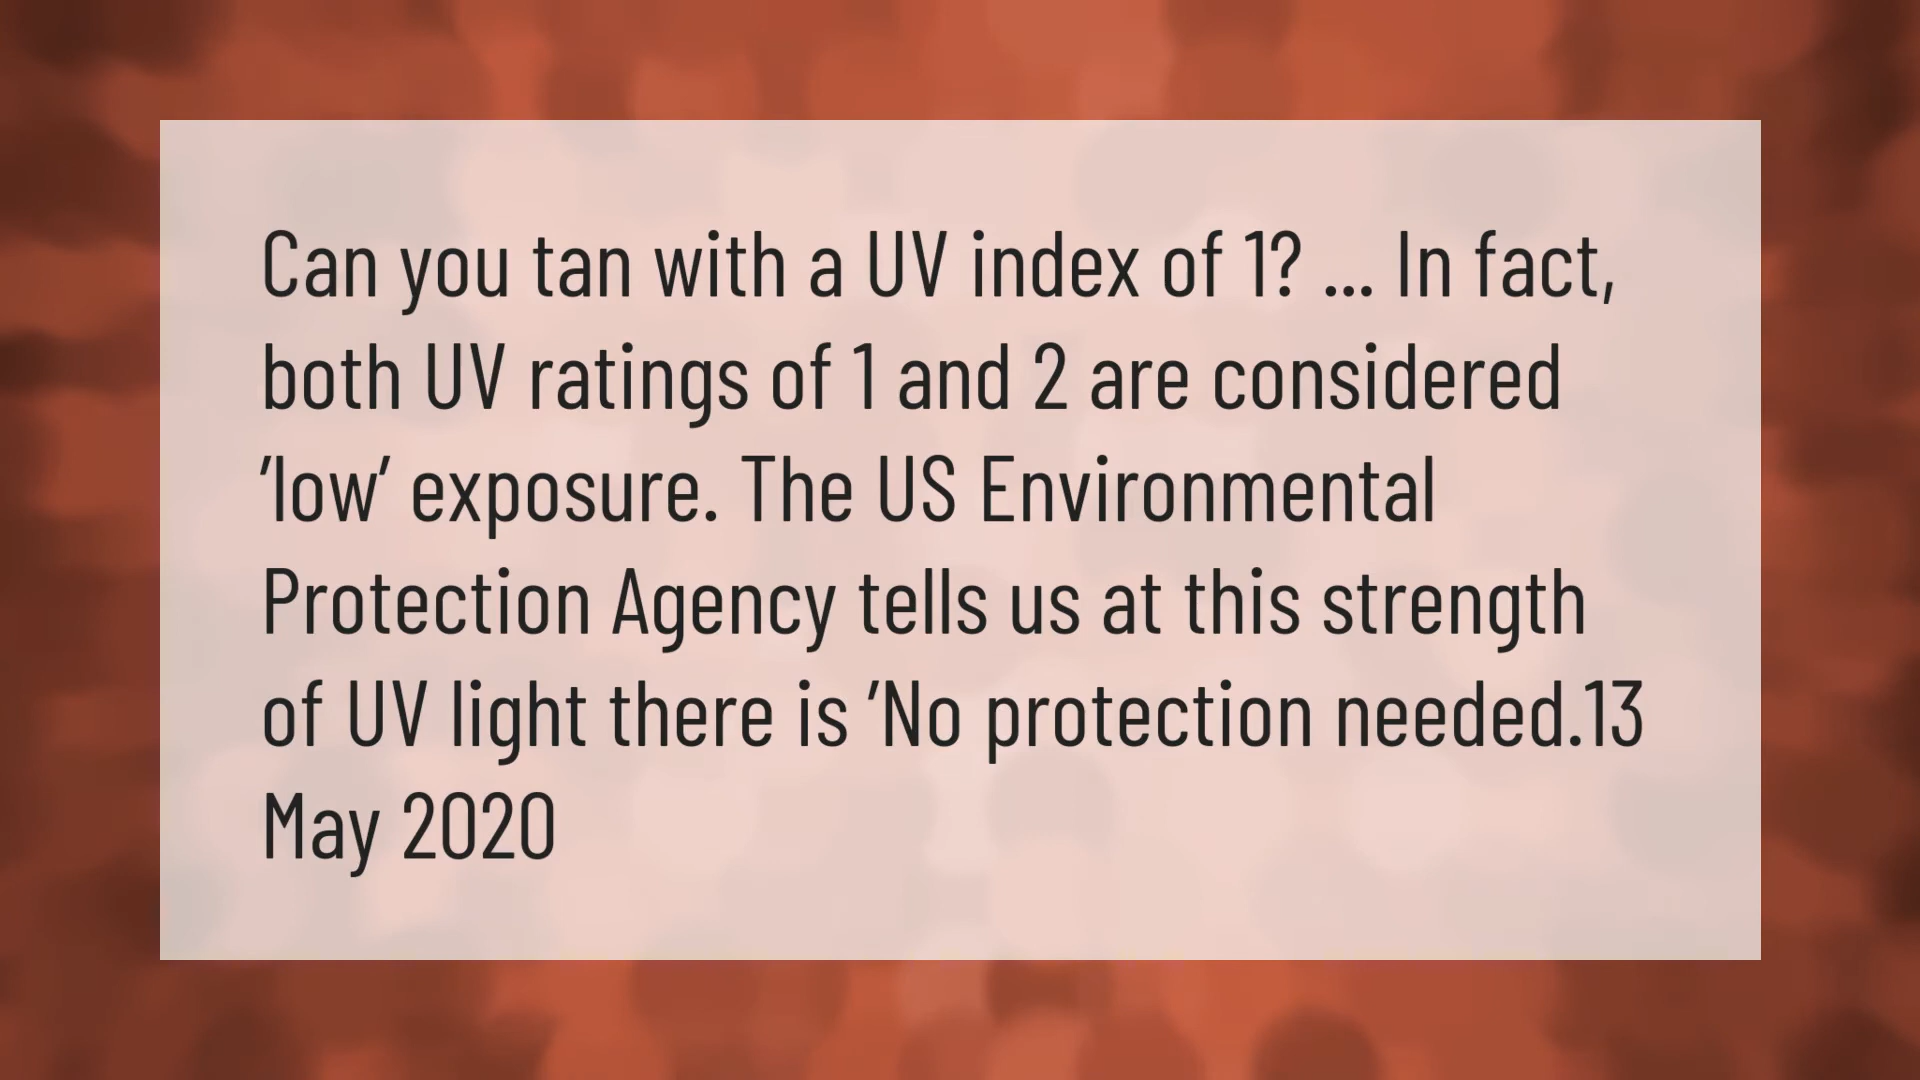 Can you tan with a UV index of 1? ... In fact,
both UV ratings of 1 and 2 are considered
'low' exposure. The US Environmental
Protection Agency tells us at this strength
of UV light there is 'No protection needed.13
May 2020